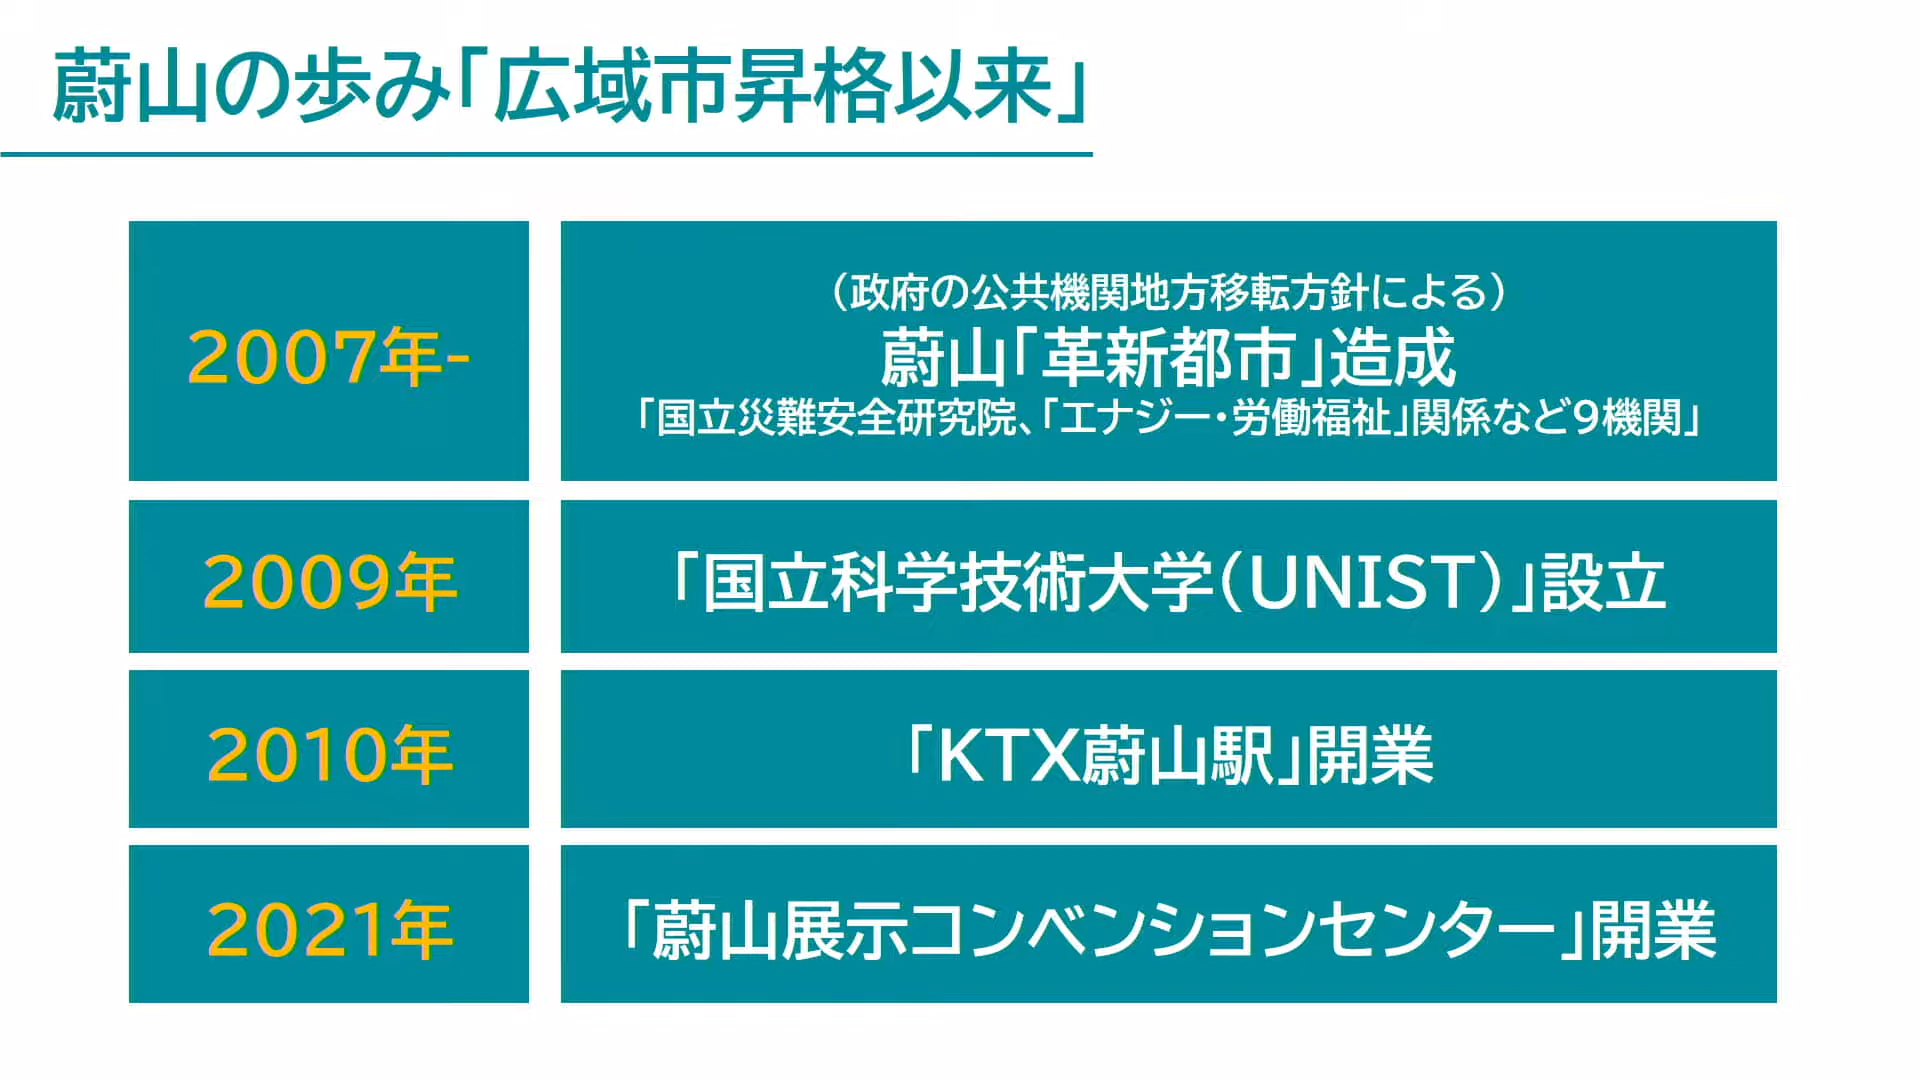 蔚山の歩み「広域市昇格以来」
2007年-
（政府の公共機関地方移転方針による）
蔚山「革新都市」造成
「国立災難安全研究院、「エナジー・労働福祉」関係など9機関」
2009年
「国立科学技術大学（UNIST）」設立
2010年
「KTX蔚山駅」開業
2021年
「蔚山展示コンベンションセンター」開業